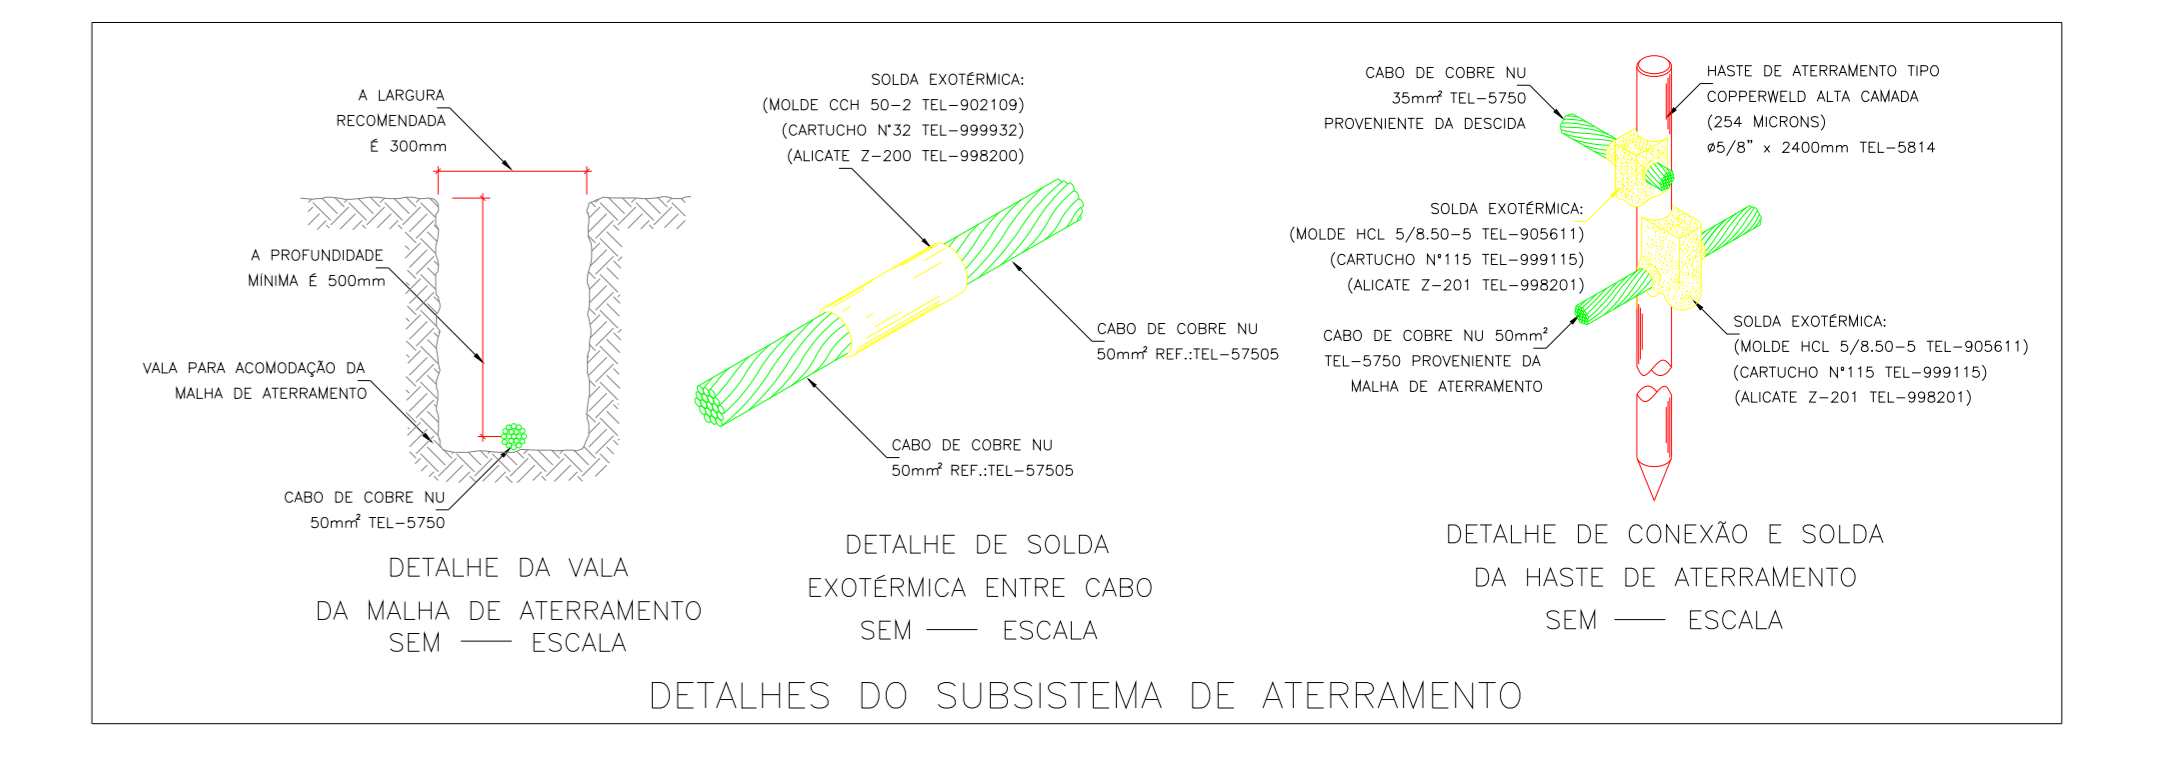 A LARGURA
RECOMENDADA
É 300mm
A PROFUNDIDADE
MÍNIMA É 500mm
VALA PARA ACOMODAÇÃO DA
MALHA DE ATERRAMENTO
CABO DE COBRE NU
50mm² TEL-5750
DETALHE DA VALA
DA MALHA DE ATERRAMENTO
SEM —— ESCALA
SOLDA EXOTÉRMICA:
(MOLDE CCH 50-2 TEL-902109)
(CARTUCHO N°32 TEL-999932)
(ALICATE Z-200 TEL-998200)
CABO DE COBRE NU
50mm² REF.:TEL-57505
CABO DE COBRE NU
50mm² REF.:TEL-57505
DETALHE DE SOLDA
EXOTÉRMICA ENTRE CABO
SEM —— ESCALA
CABO DE COBRE NU
35mm² TEL-5750
PROVENIENTE DA DESCIDA
HASTE DE ATERRAMENTO TIPO
COPPERWELD ALTA CAMADA
(254 MICRONS)
ø5/8" x 2400mm TEL-5814
SOLDA EXOTÉRMICA:
(MOLDE HCL 5/8.50-5 TEL-905611)
(CARTUCHO N°115 TEL-999115)
(ALICATE Z-201 TEL-998201)
CABO DE COBRE NU 50mm²
TEL-5750 PROVENIENTE DA
MALHA DE ATERRAMENTO
SOLDA EXOTÉRMICA:
(MOLDE HCL 5/8.50-5 TEL-905611)
(CARTUCHO N°115 TEL-999115)
(ALICATE Z-201 TEL-998201)
DETALHE DE CONEXÃO E SOLDA
DA HASTE DE ATERRAMENTO
SEM —— ESCALA
DETALHES DO SUBSISTEMA DE ATERRAMENTO